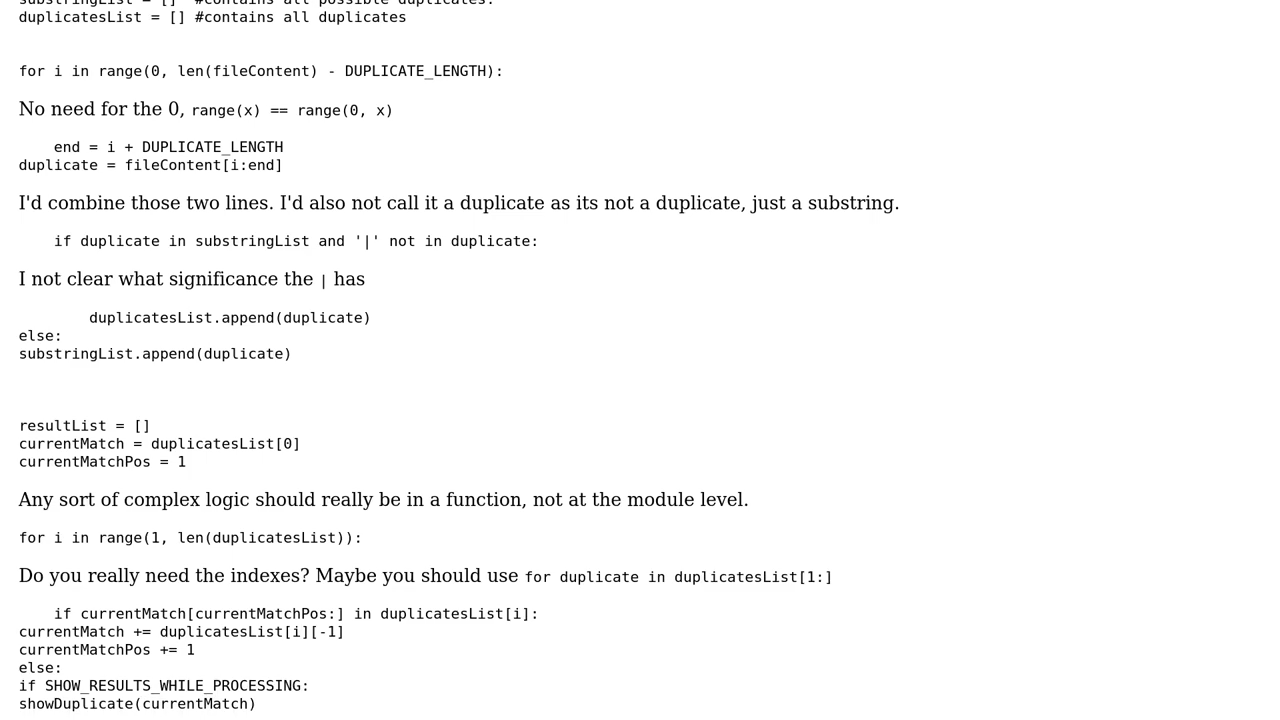 substringList = []  #contains all possible duplicates.
duplicatesList = [] #contains all duplicates
for i in range(0, len(fileContent) - DUPLICATE_LENGTH):
No need for the 0, range(x) == range(0, x)
    end = i + DUPLICATE_LENGTH
duplicate = fileContent[i:end]
I'd combine those two lines. I'd also not call it a duplicate as its not a duplicate, just a substring.
    if duplicate in substringList and '|' not in duplicate:
I not clear what significance the | has
        duplicatesList.append(duplicate)
else:
substringList.append(duplicate)
resultList = []
currentMatch = duplicatesList[0]
currentMatchPos = 1
Any sort of complex logic should really be in a function, not at the module level.
for i in range(1, len(duplicatesList)):
Do you really need the indexes? Maybe you should use for duplicate in duplicatesList[1:]
    if currentMatch[currentMatchPos:] in duplicatesList[i]:
currentMatch += duplicatesList[i][-1]
currentMatchPos += 1
else:
if SHOW_RESULTS_WHILE_PROCESSING:
showDuplicate(currentMatch)